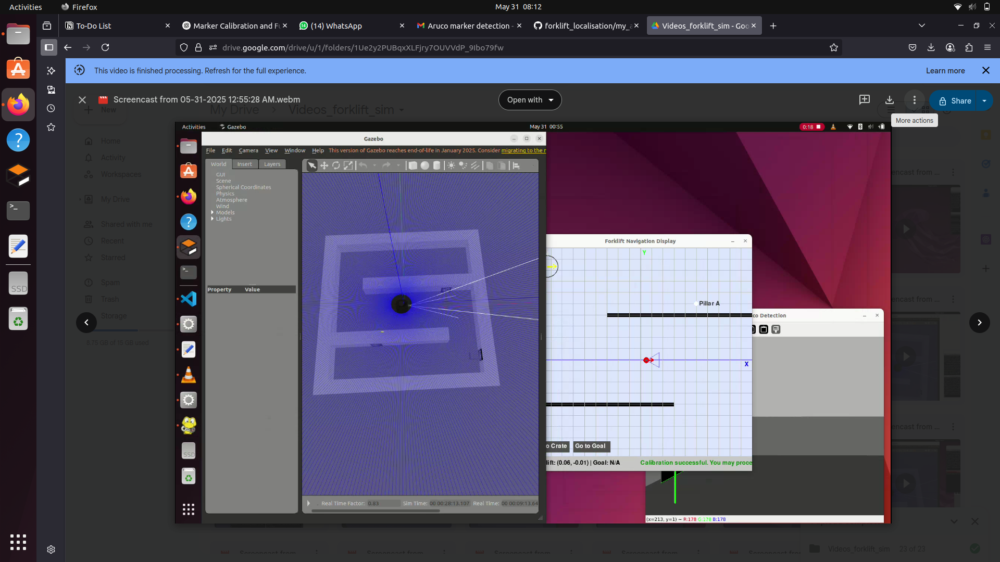 Activities
Firefox
May 31 08:12
To-Do List
Marker Calibration and Fu
(14) WhatsApp
Aruco marker detection -
forklift_localisation/my_a
Videos_forklift_sim - Goo
drive.google.com/drive/u/1/folders/1Ue2y2PUBqxXLFjry7OUVVdP_9Ibo79fw
This video is finished processing. Refresh for the full experience.
Learn more
Screencast from 05-31-2025 12:55:28 AM.webm
Open with
Share
More actions
New
My Drive > Videos_forklift_sim
Home
Activity
Workspaces
My Drive
Shared with me
Recent
Starred
Spam
Trash
Storage
8.75 GB of 15 GB used
Activities
Gazebo
May 31 00:55
0:18
Gazebo
File Edit Camera View Window Help This version of Gazebo reaches end-of-life in January 2025. Consider migrating to the n
World Insert Layers
GUI
Scene
Spherical Coordinates
Physics
Atmosphere
Wind
Models
Lights
Property Value
Real Time Factor: 0.83 Sim Time: 00 00:28:13.107 Real Time: 00 00:09:13.64
Forklift Navigation Display
Y
Pillar A
X
o Crate
Go to Goal
lift: (0.06, -0.01) | Goal: N/A
Calibration successful. You may proce
co Detection
(x=213, y=1) ~ R:178 G:178 B:178
SSD
SSD
eencast from ...
eencast from ...
eencast from ...
Screencast from
Screencast from
Screencast from
Screencast from
Screencast from
Videos_forklift_sim 23 of 23